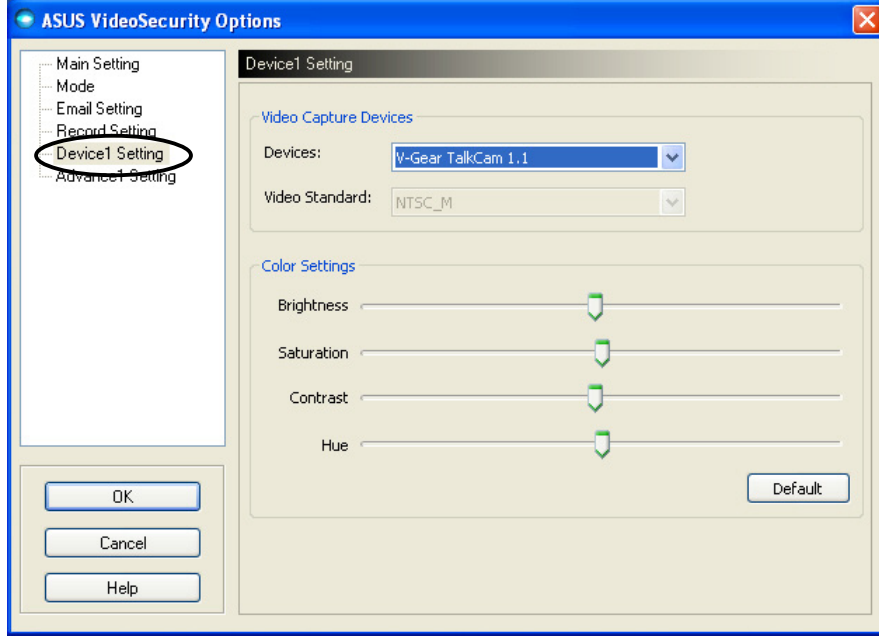 ASUS VideoSecurity Options
Main Setting
Mode
Email Setting
Record Setting
Device1 Setting
Advance1 Setting
OK
Cancel
Help
Device1 Setting
Video Capture Devices
Devices: V-Gear TalkCam 1.1
Video Standard: NTSC_M
Color Settings
Brightness
Saturation
Contrast
Hue
Default